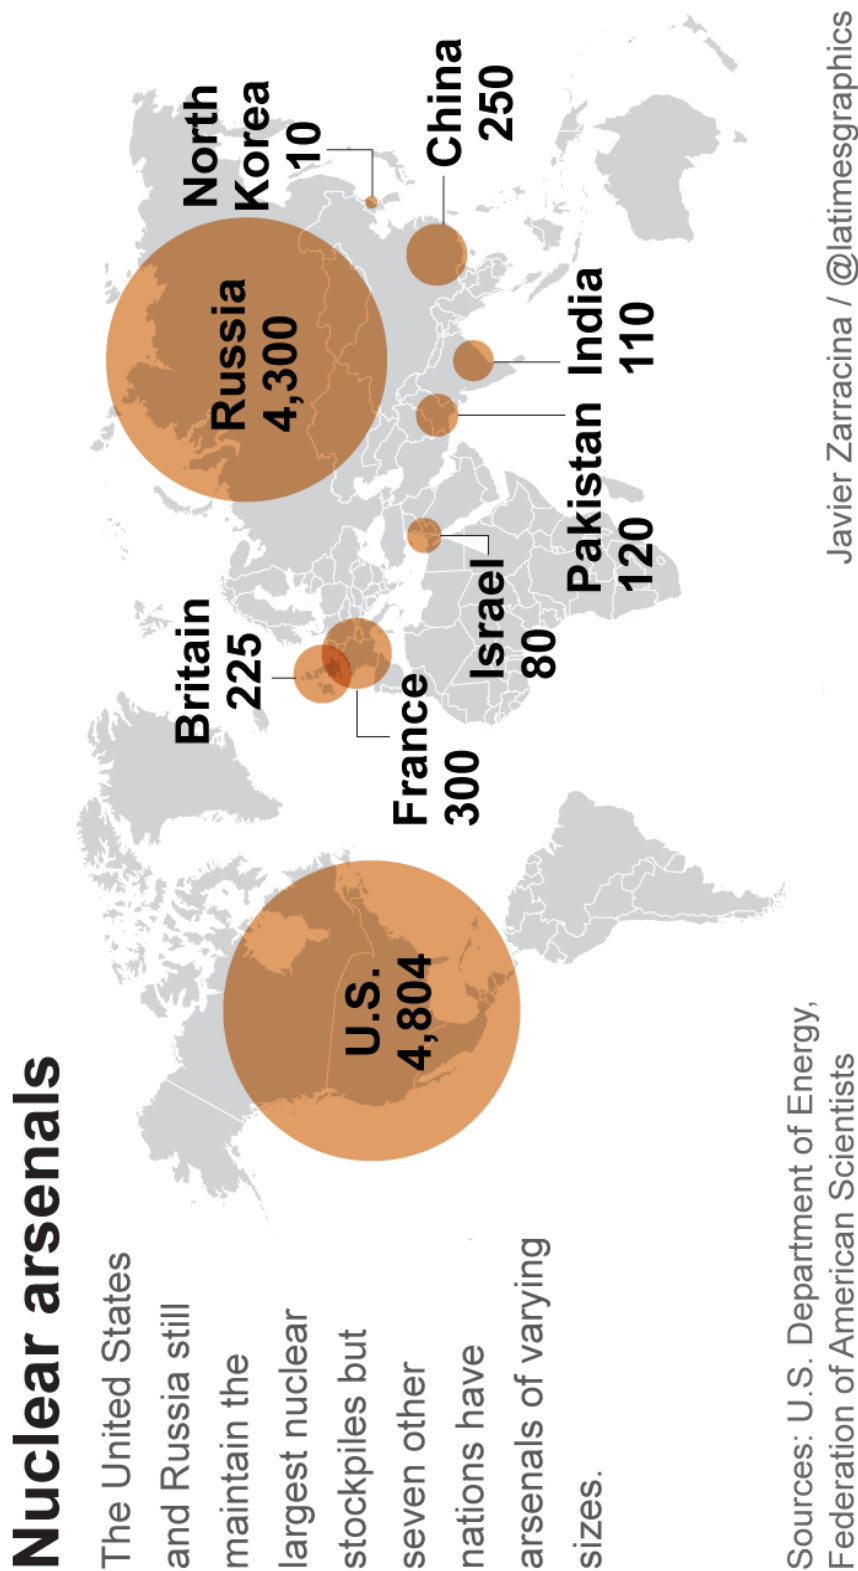 Nuclear arsenals
The United States
and Russia still
maintain the
largest nuclear
stockpiles but
seven other
nations have
arsenals of varying
sizes.
U.S.
4,804
Britain
225
France
300
Russia
4,300
North
Korea
10
China
250
Israel
80
Pakistan
120
India
110
Sources: U.S. Department of Energy,
Federation of American Scientists
Javier Zarracina / @latimesgraphics